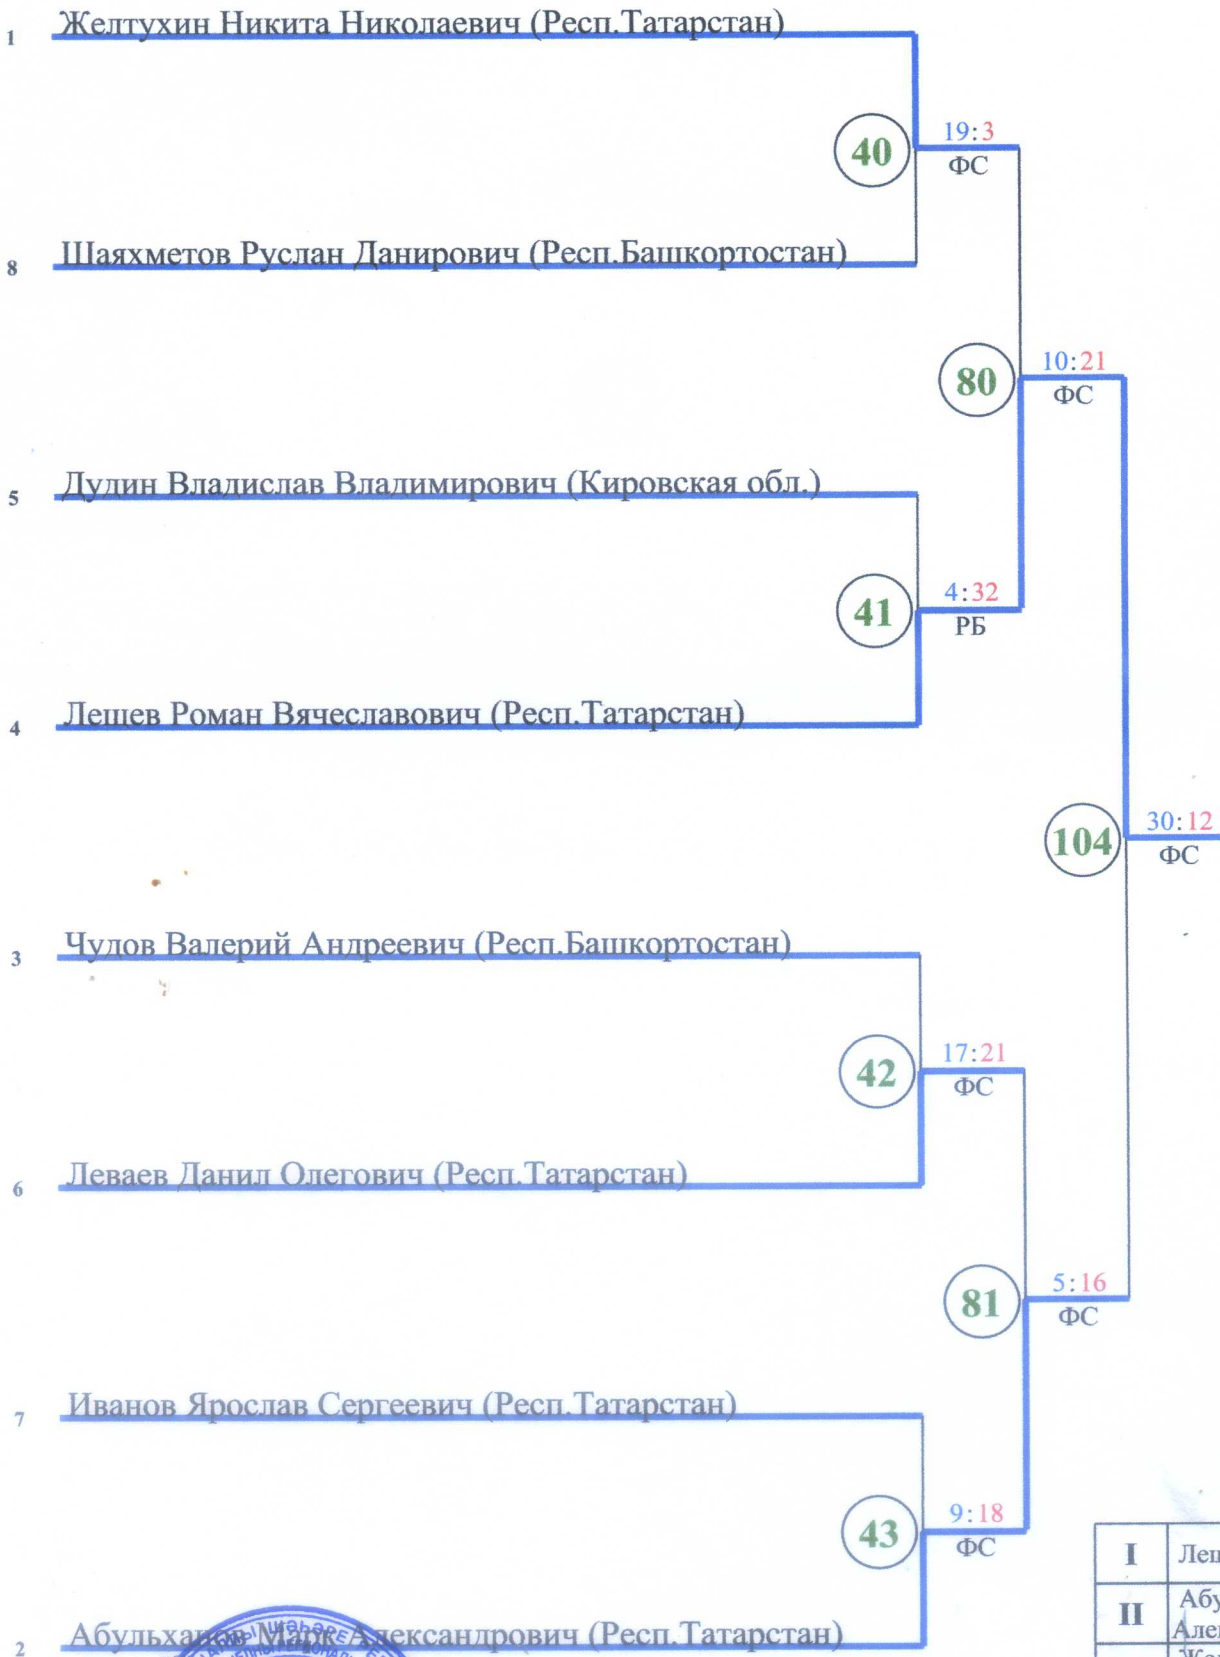 1 Желтухин Никита Николаевич (Респ.Татарстан)
40 19:3
ФС
8 Шаяхметов Руслан Данирович (Респ.Башкортостан)
80 10:21
ФС
5 Дудин Владислав Владимирович (Кировская обл.)
41 4:32
РБ
4 Лещев Роман Вячеславович (Респ.Татарстан)
104 30:12
ФС
3 Чудов Валерий Андреевич (Респ.Башкортостан)
42 17:21
ФС
6 Леваев Данил Олегович (Респ.Татарстан)
81 5:16
ФС
7 Иванов Ярослав Сергеевич (Респ.Татарстан)
43 9:18
ФС
I
II
2 Абульханов Марк Александрович (Респ.Татарстан)